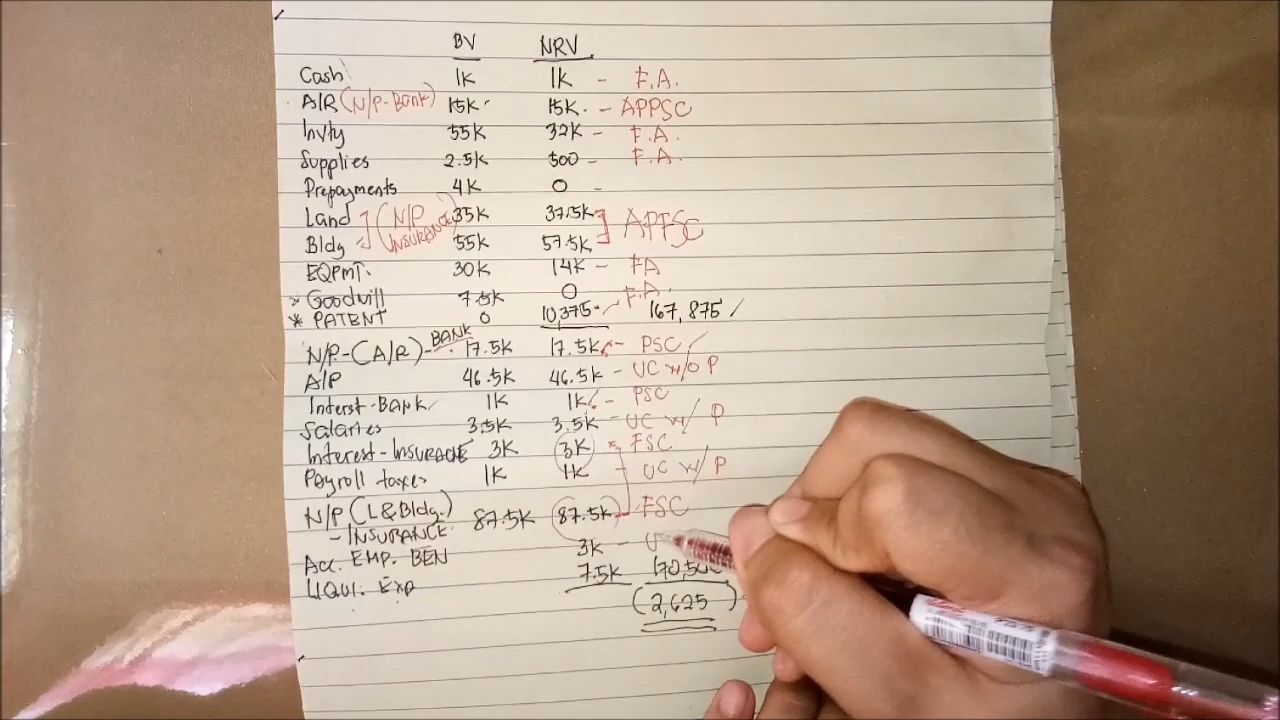 BV NRV
Cash 1K 1K - F.A.
A/R (N/P-Bank) 15K 15K - APPSC
Invty 55K 32K - F.A.
Supplies 2.5K 500 - F.A.
Prepayments 4K 0 -
Land (N/P INSURANCE) 35K 37.5K APFSC
Bldg 55K 57.5K
EQPMT. 30K 14K - FA
* Goodwill 7.5K 0 F.A.
* PATENT 0 10,375 167,875
N/P-(A/R)-BANK 17.5K 17.5K - PSC
A/P 46.5K 46.5K - UC w/o P
Interst-BANK 1K 1K - PSC
Salaries 3.5K 3.5K - UC w/ P
Interest-INSURANCE 3K 3K FSC
Payroll taxes 1K 1K UC w/ P
N/P (L&Bldg.) 87.5K 87.5K FSC
- INSURANCE
Acc. EMP. BEN 3K - U
LIQUI. EXP 7.5K
(2,625)